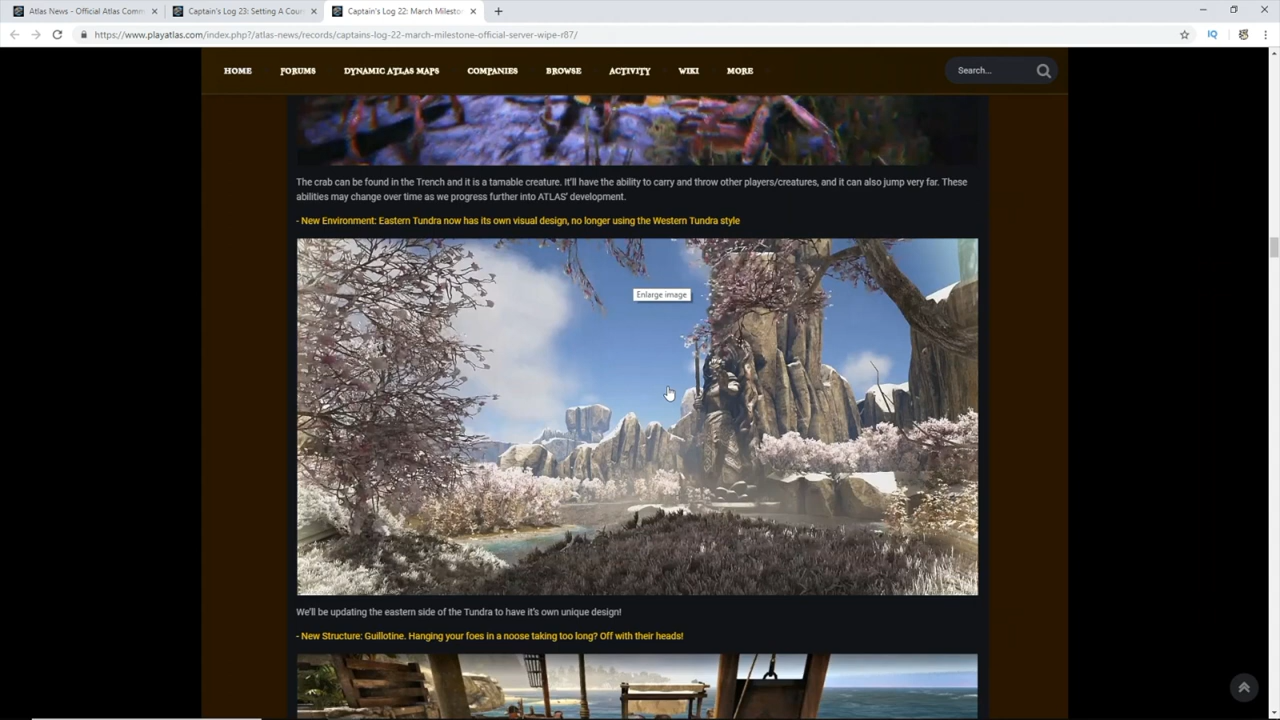 Atlas News - Official Atlas Comm
Captain's Log 23: Setting A Cour
Captain's Log 22: March Milesto
https://www.playatlas.com/index.php?/atlas-news/records/captains-log-22-march-milestone-official-server-wipe-r87/
HOME FORUMS DYNAMIC ATLAS MAPS COMPANIES BROWSE ACTIVITY WIKI MORE Search...
The crab can be found in the Trench and it is a tamable creature. It'll have the ability to carry and throw other players/creatures, and it can also jump very far. These
abilities may change over time as we progress further into ATLAS' development.
- New Environment: Eastern Tundra now has its own visual design, no longer using the Western Tundra style
Enlarge image
We'll be updating the eastern side of the Tundra to have it's own unique design!
- New Structure: Guillotine. Hanging your foes in a noose taking too long? Off with their heads!